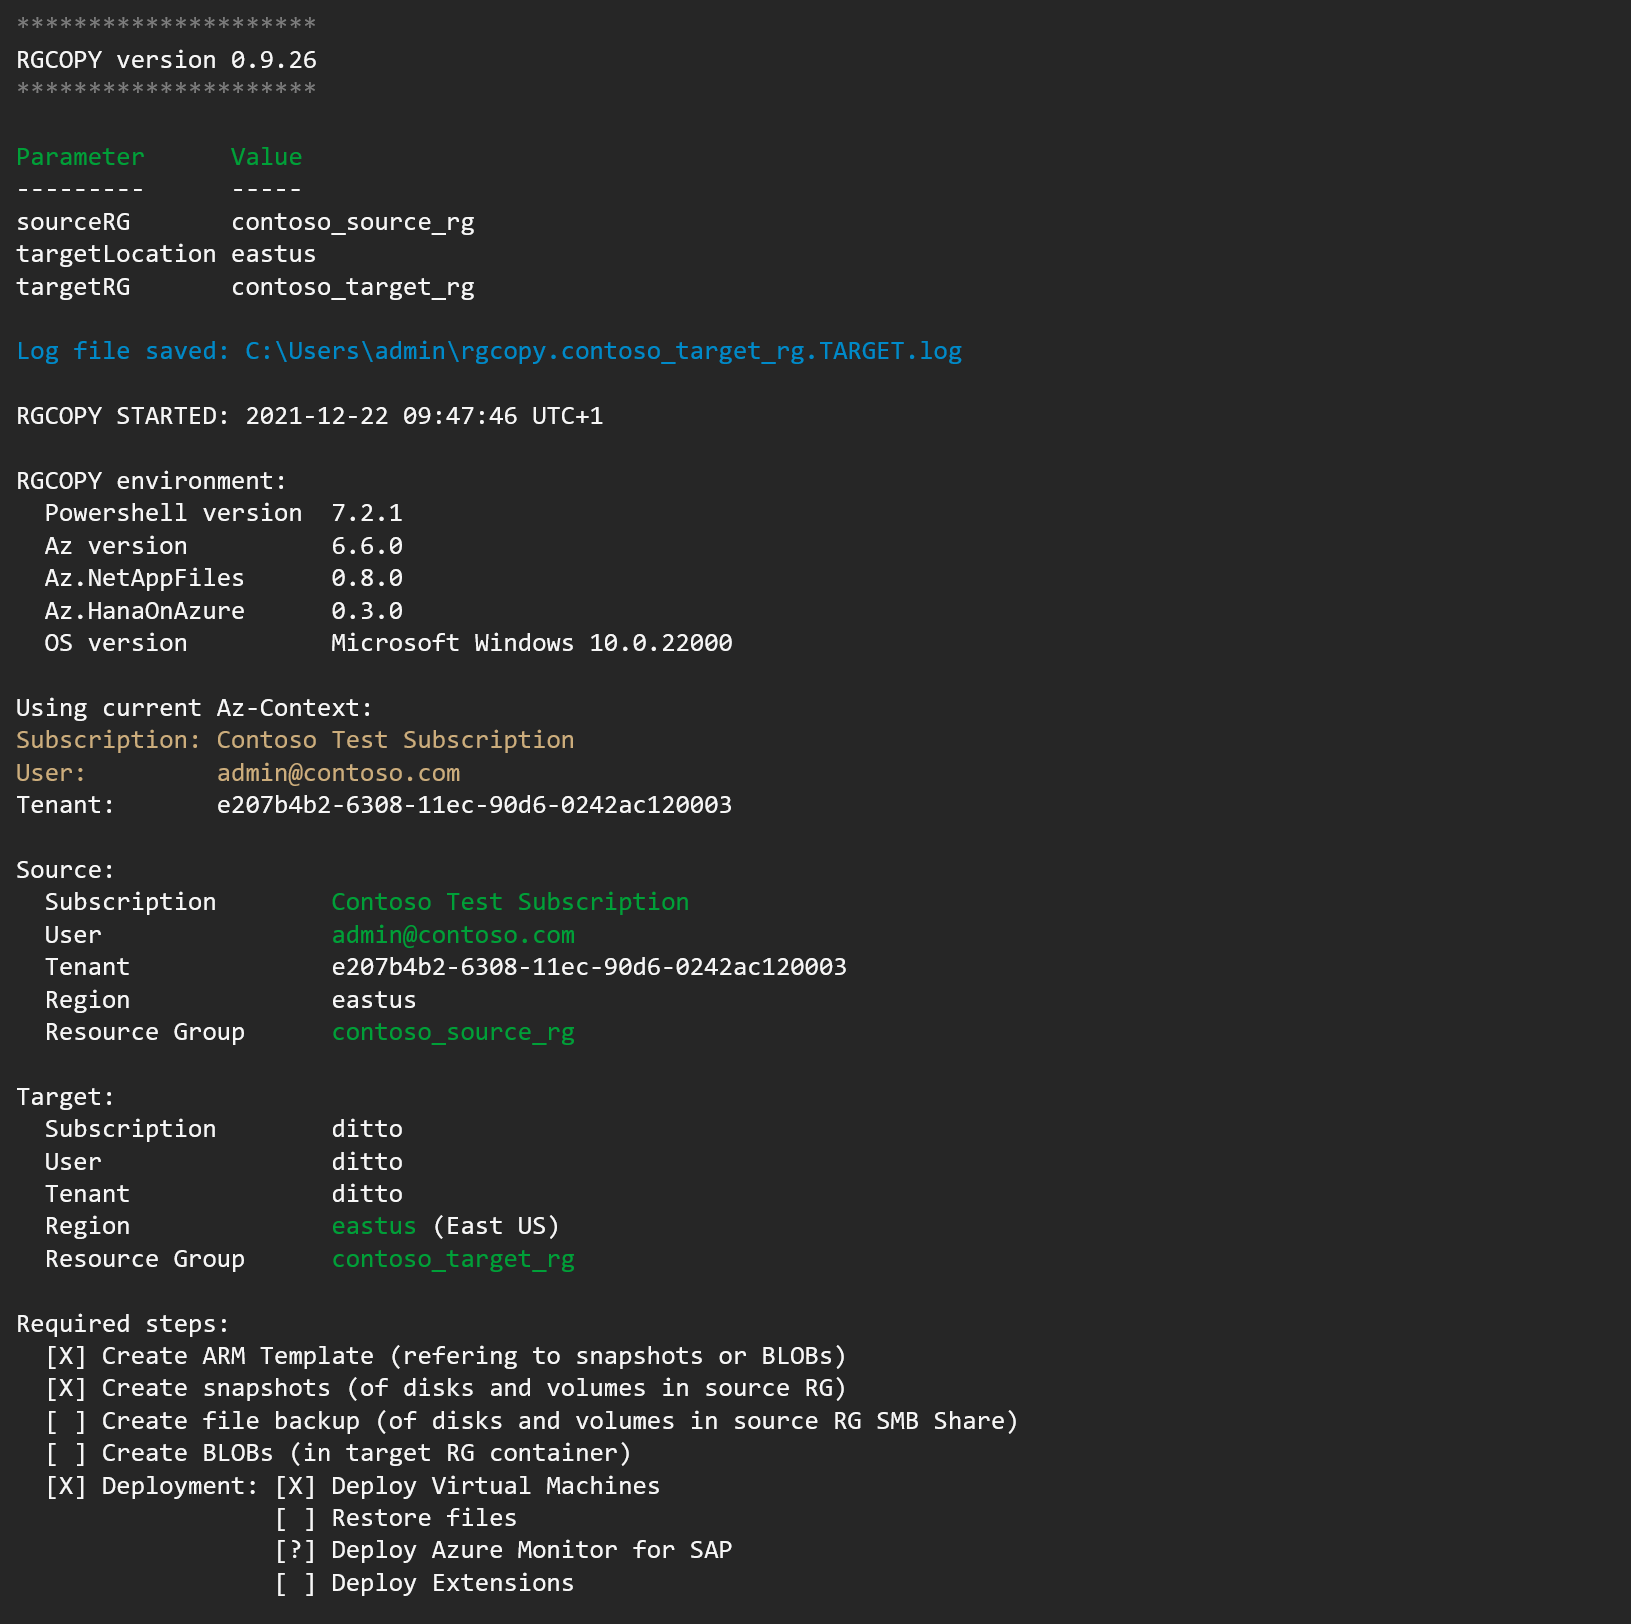 *********************
RGCOPY version 0.9.26
*********************

Parameter      Value
---------      -----
sourceRG       contoso_source_rg
targetLocation eastus
targetRG       contoso_target_rg

Log file saved: C:\Users\admin\rgcopy.contoso_target_rg.TARGET.log

RGCOPY STARTED: 2021-12-22 09:47:46 UTC+1

RGCOPY environment:
  Powershell version  7.2.1
  Az version          6.6.0
  Az.NetAppFiles      0.8.0
  Az.HanaOnAzure      0.3.0
  OS version          Microsoft Windows 10.0.22000

Using current Az-Context:
Subscription: Contoso Test Subscription
User:         admin@contoso.com
Tenant:       e207b4b2-6308-11ec-90d6-0242ac120003

Source:
  Subscription        Contoso Test Subscription
  User                admin@contoso.com
  Tenant              e207b4b2-6308-11ec-90d6-0242ac120003
  Region              eastus
  Resource Group      contoso_source_rg

Target:
  Subscription        ditto
  User                ditto
  Tenant              ditto
  Region              eastus (East US)
  Resource Group      contoso_target_rg

Required steps:
  [X] Create ARM Template (refering to snapshots or BLOBs)
  [X] Create snapshots (of disks and volumes in source RG)
  [ ] Create file backup (of disks and volumes in source RG SMB Share)
  [ ] Create BLOBs (in target RG container)
  [X] Deployment: [X] Deploy Virtual Machines
                  [ ] Restore files
                  [?] Deploy Azure Monitor for SAP
                  [ ] Deploy Extensions